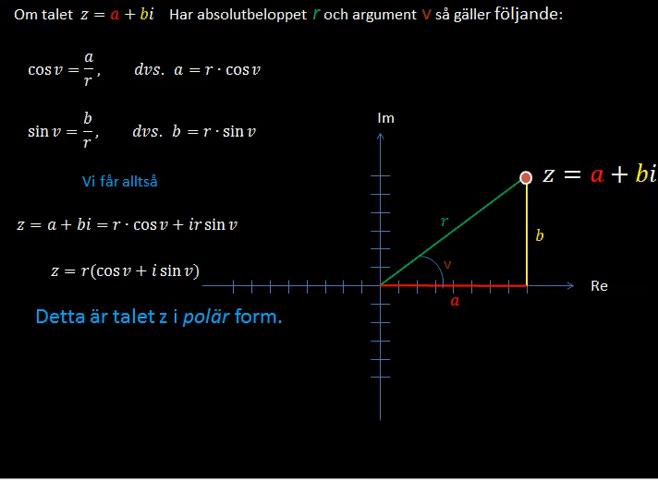 Om talet z = a + bi Har absolutbeloppet r och argument v så gäller följande:
cos v = a/r, dvs. a = r · cos v
sin v = b/r, dvs. b = r · sin v
Vi får alltså
z = a + bi = r · cos v + ir sin v
z = r(cos v + i sin v)
Detta är talet z i polär form.
Im
z = a + bi
r
b
v
Re
a